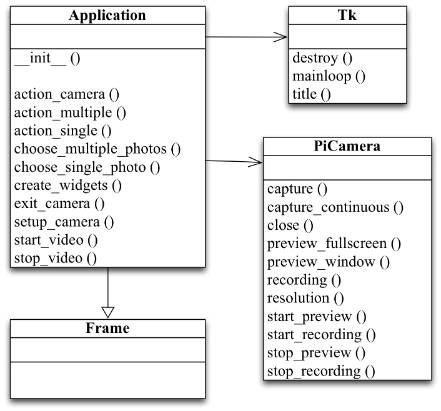 Application
__init__ ()
action_camera ()
action_multiple ()
action_single ()
choose_multiple_photos ()
choose_single_photo ()
create_widgets ()
exit_camera ()
setup_camera ()
start_video ()
stop_video ()
Tk
destroy ()
mainloop ()
title ()
PiCamera
capture ()
capture_continuous ()
close ()
preview_fullscreen ()
preview_window ()
recording ()
resolution ()
start_preview ()
start_recording ()
stop_preview ()
stop_recording ()
Frame